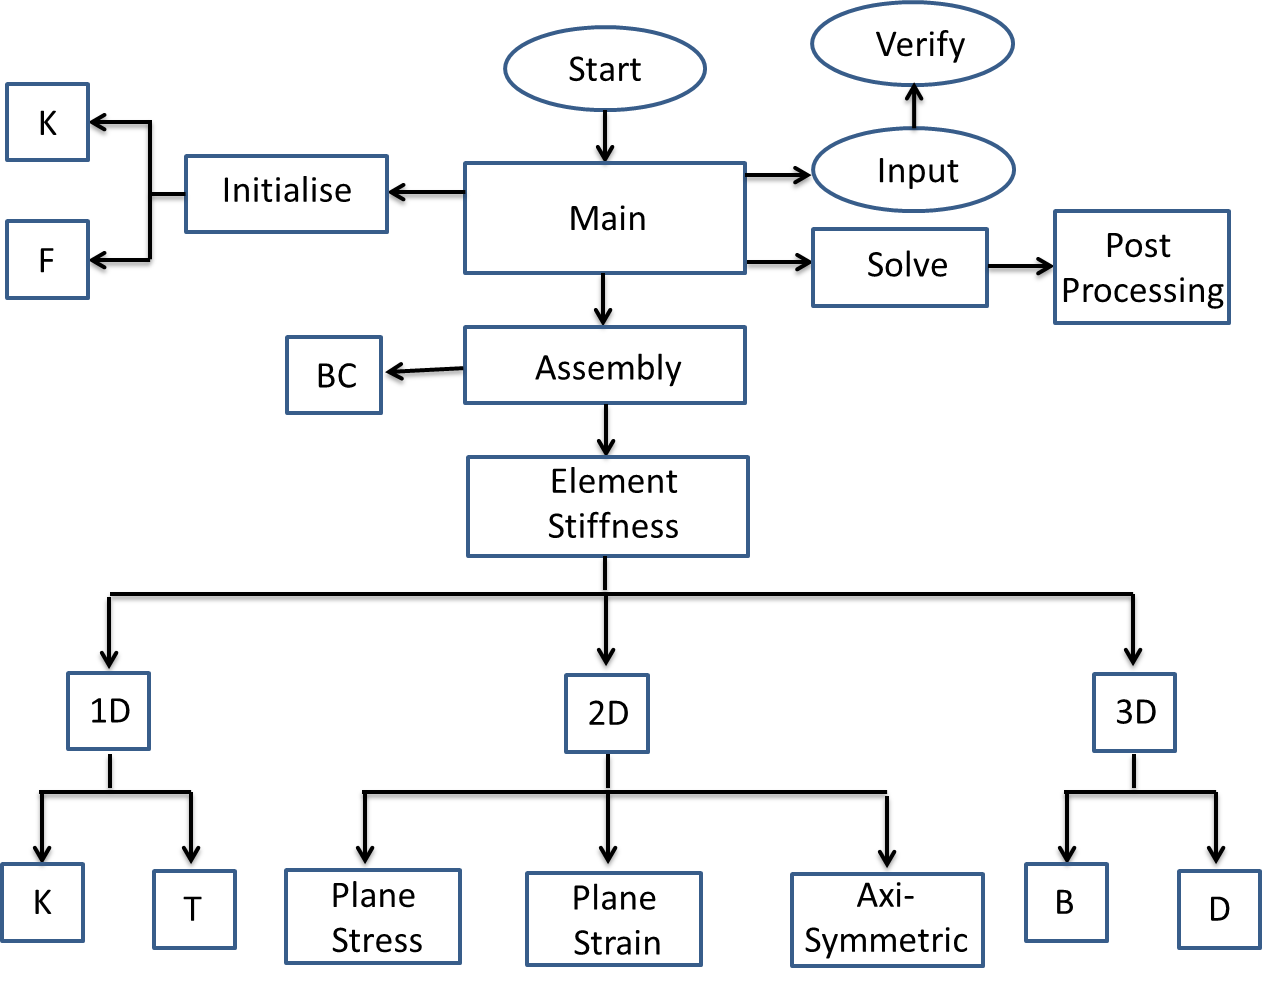 Start
Verify
Input
K
F
Initialise
Main
Solve
Post
Processing
BC
Assembly
Element
Stiffness
1D
2D
3D
K
T
Plane
Stress
Plane
Strain
Axi-
Symmetric
B
D